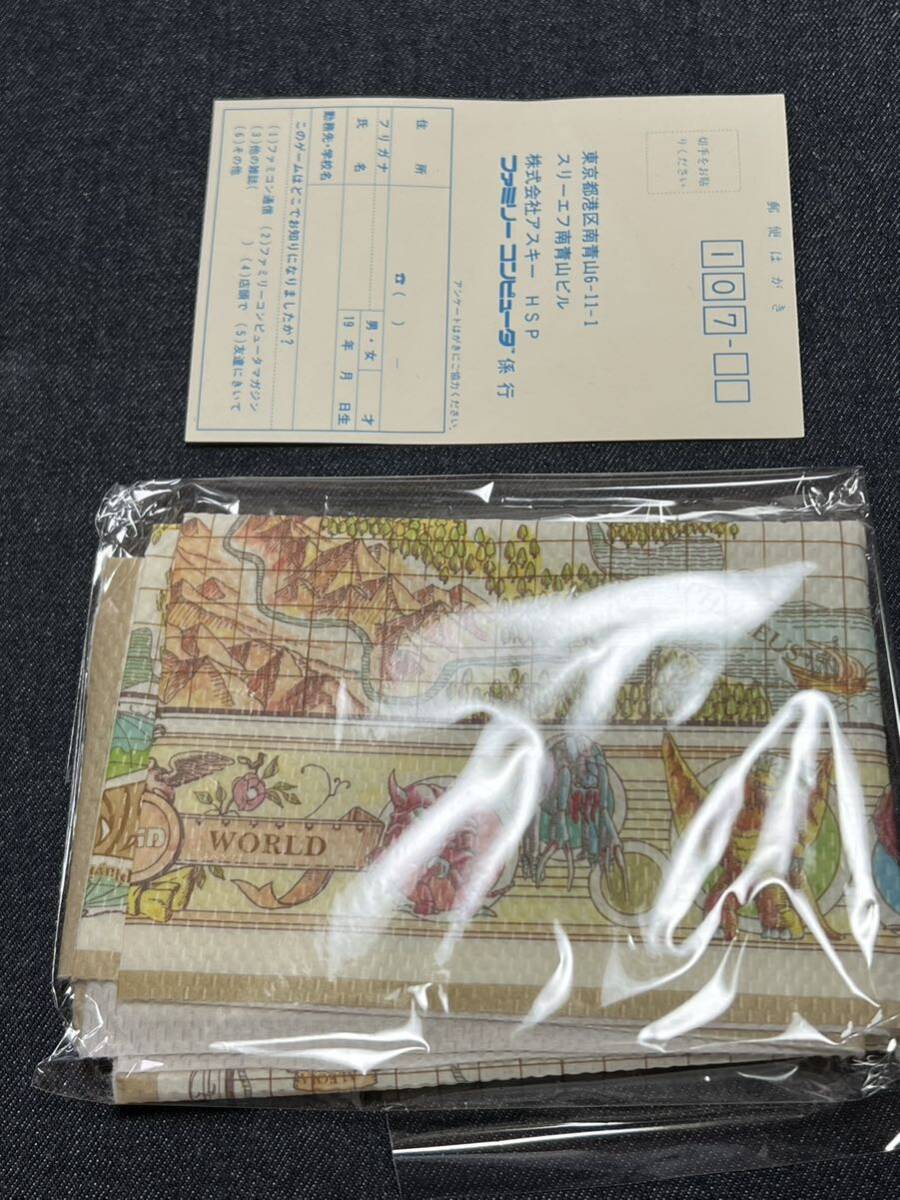 郵便はがき
切手をお貼
りください
107-
東京都港区南青山6-11-1
スリーエフ南青山ビル
株式会社アスキー HSP
ファミリーコンピュータ™係 行
アンケートはがきにご協力ください。
住所
☎( ) ―
フリガナ
氏名
男・女
才
19 年 月 日生
勤務先・学校名
このゲームはどこでお知りになりましたか?
(1)ファミコン通信 (2)ファミリーコンピュータマガジン
(3)他の雑誌( ) (4)店頭で (5)友達にきいて
(6)その他
WORLD